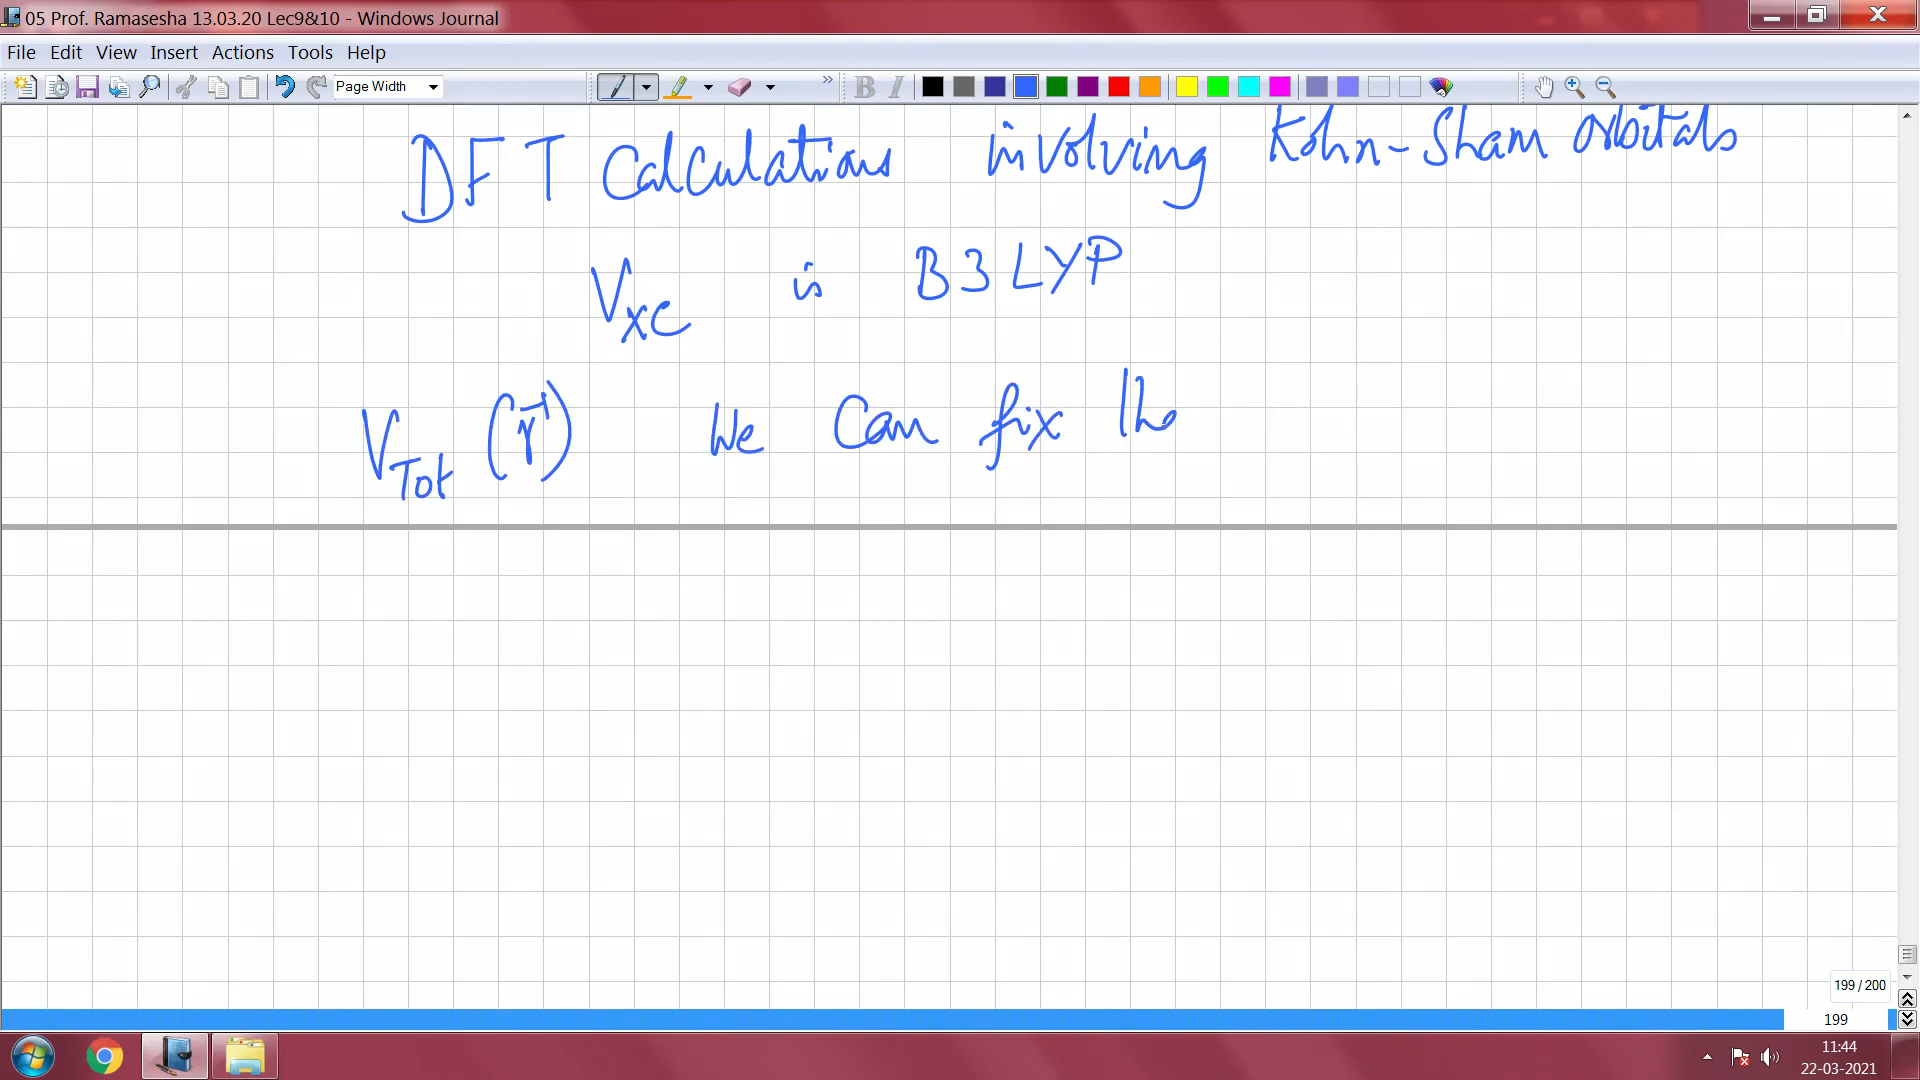 05 Prof. Ramasesha 13.03.20 Lec9&10 - Windows Journal
File Edit View Insert Actions Tools Help
Page Width
DFT Calculations involving Kohn-Sham orbitals
Vxc is B3LYP
VTot (r⃗) We can fix the
199 / 200
199
11:44
22-03-2021